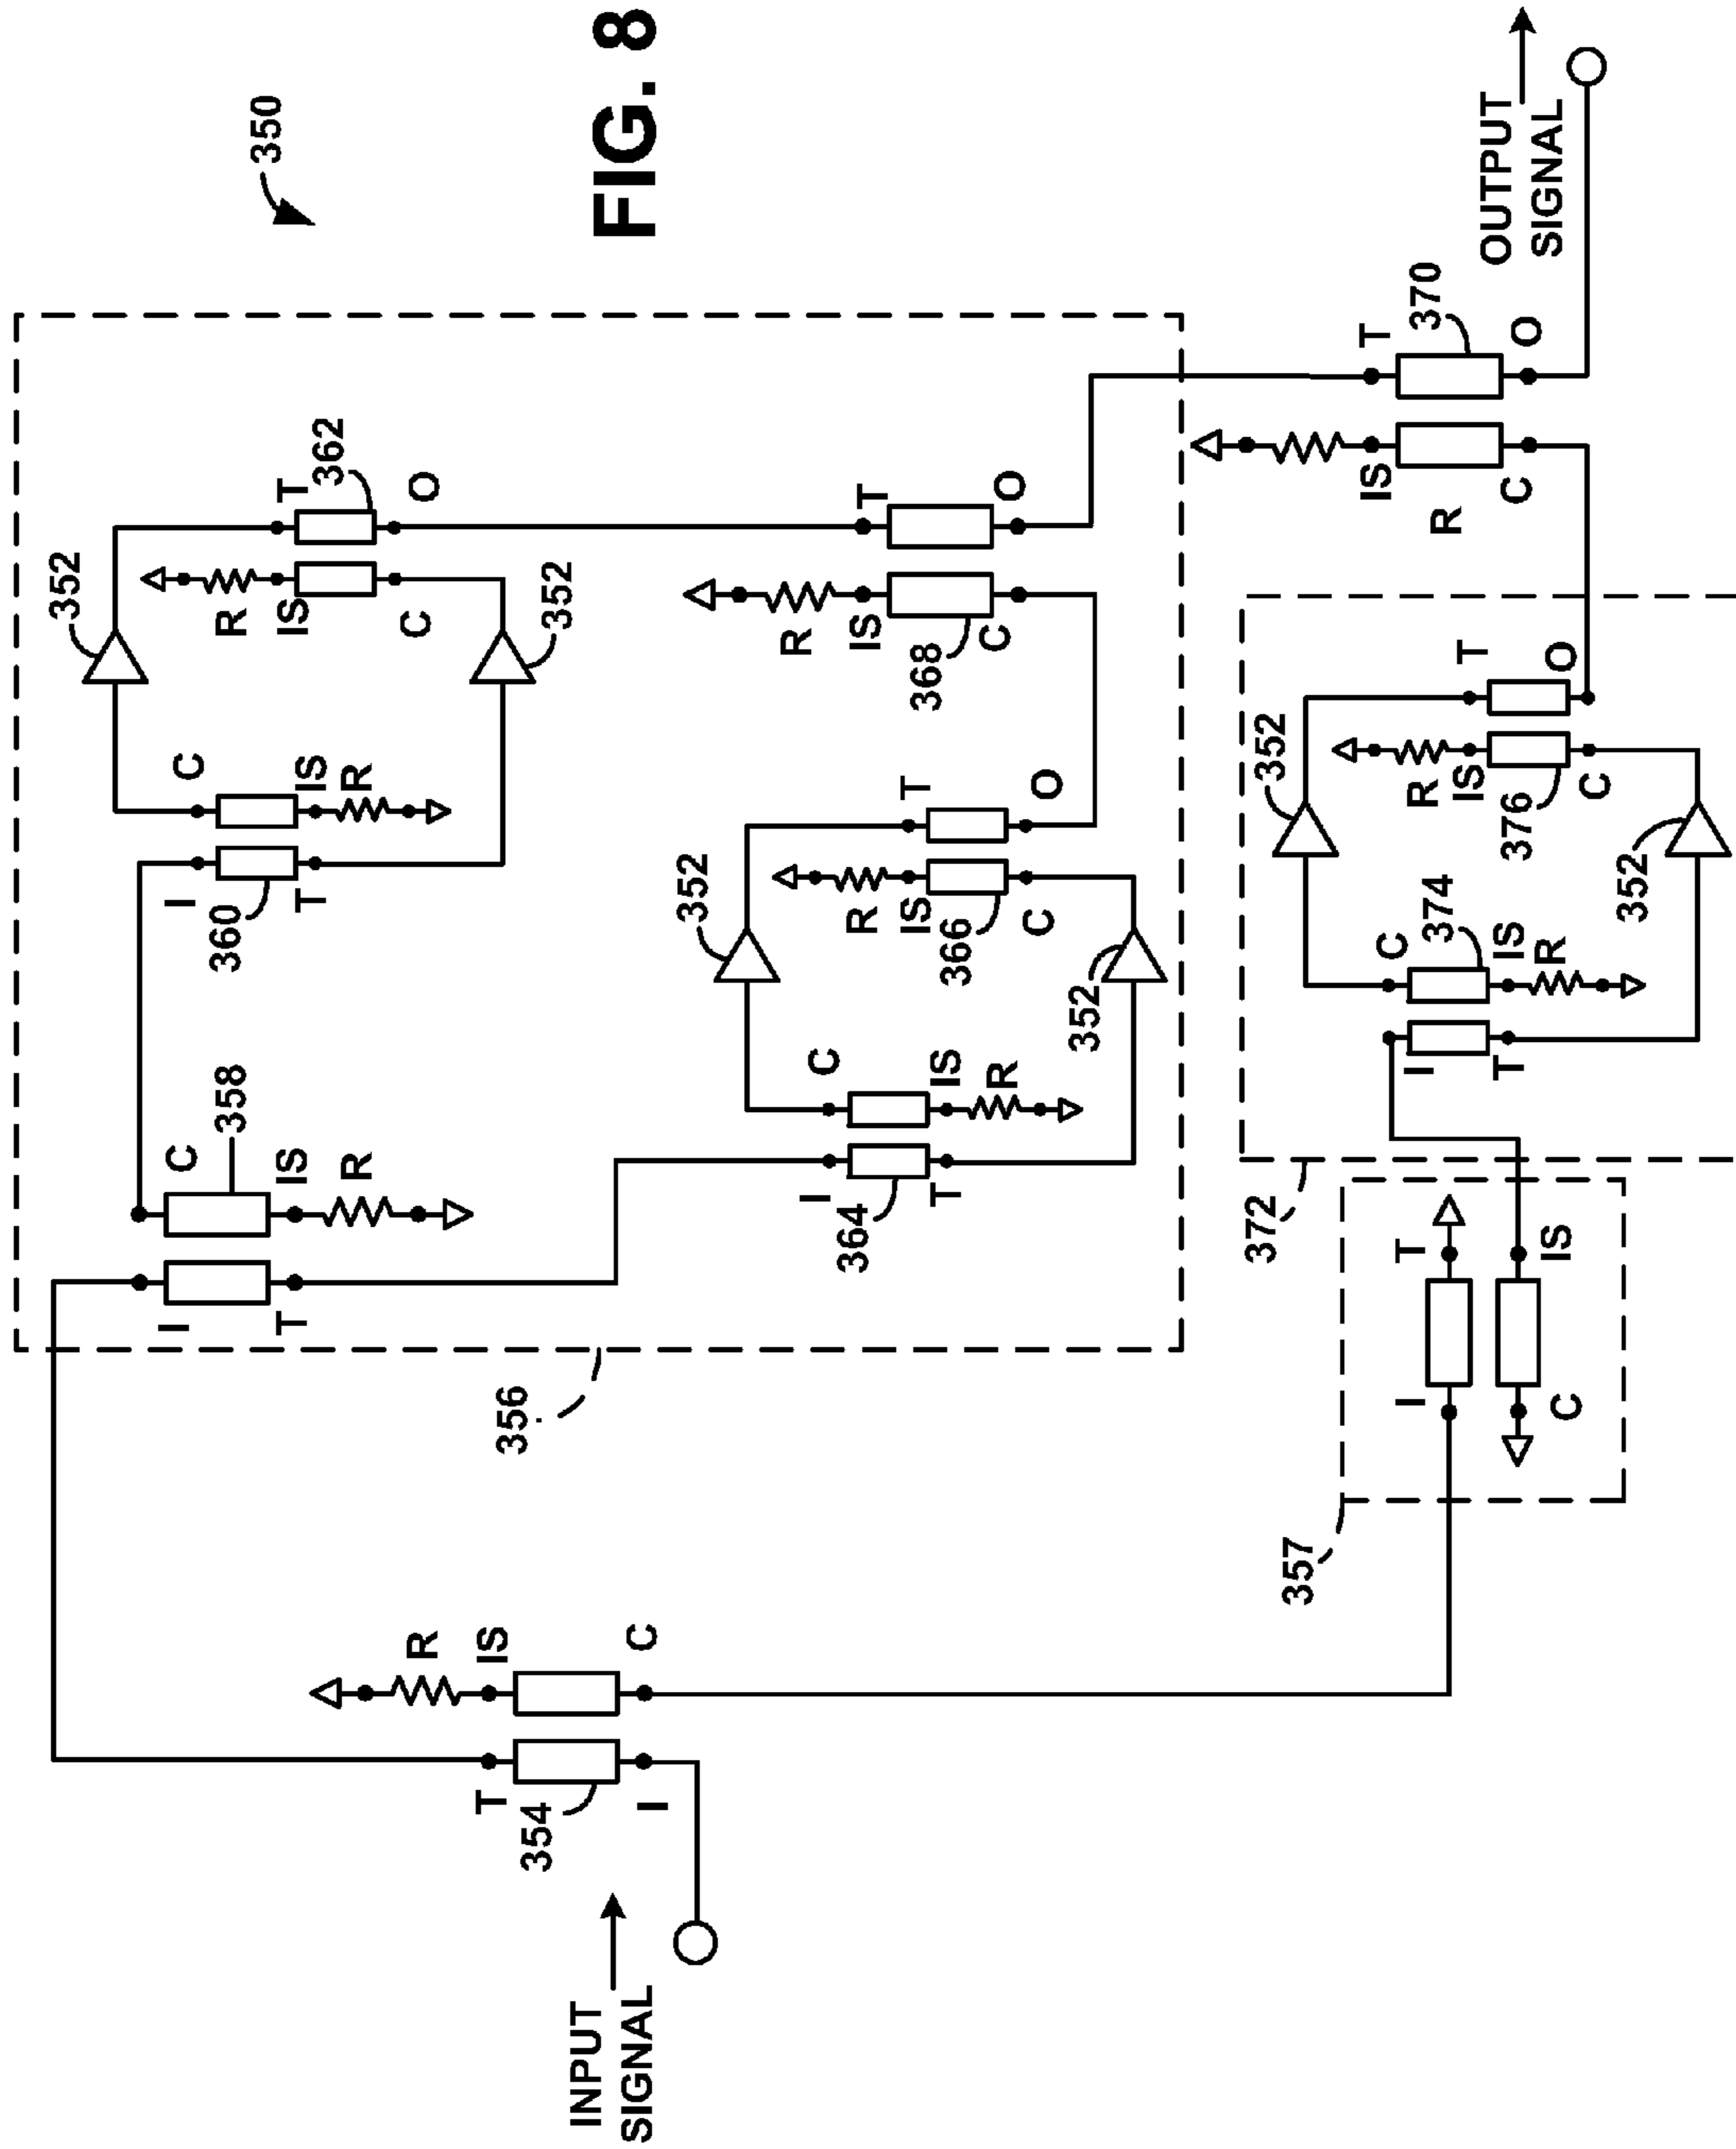 FIG. 8
350
352
R
IS
T
362
O
C
352
C
IS
R
I
360
T
C
358
IS
R
I
T
356
352
T
R
IS
366
O
C
352
C
IS
R
I
364
T
T
R
IS
368
O
C
T
370
IS
R
C
O
OUTPUT
SIGNAL
352
T
R
IS
376
O
C
352
C
374
IS
R
I
T
372
T
I
IS
C
357
R
IS
C
T
354
I
INPUT
SIGNAL